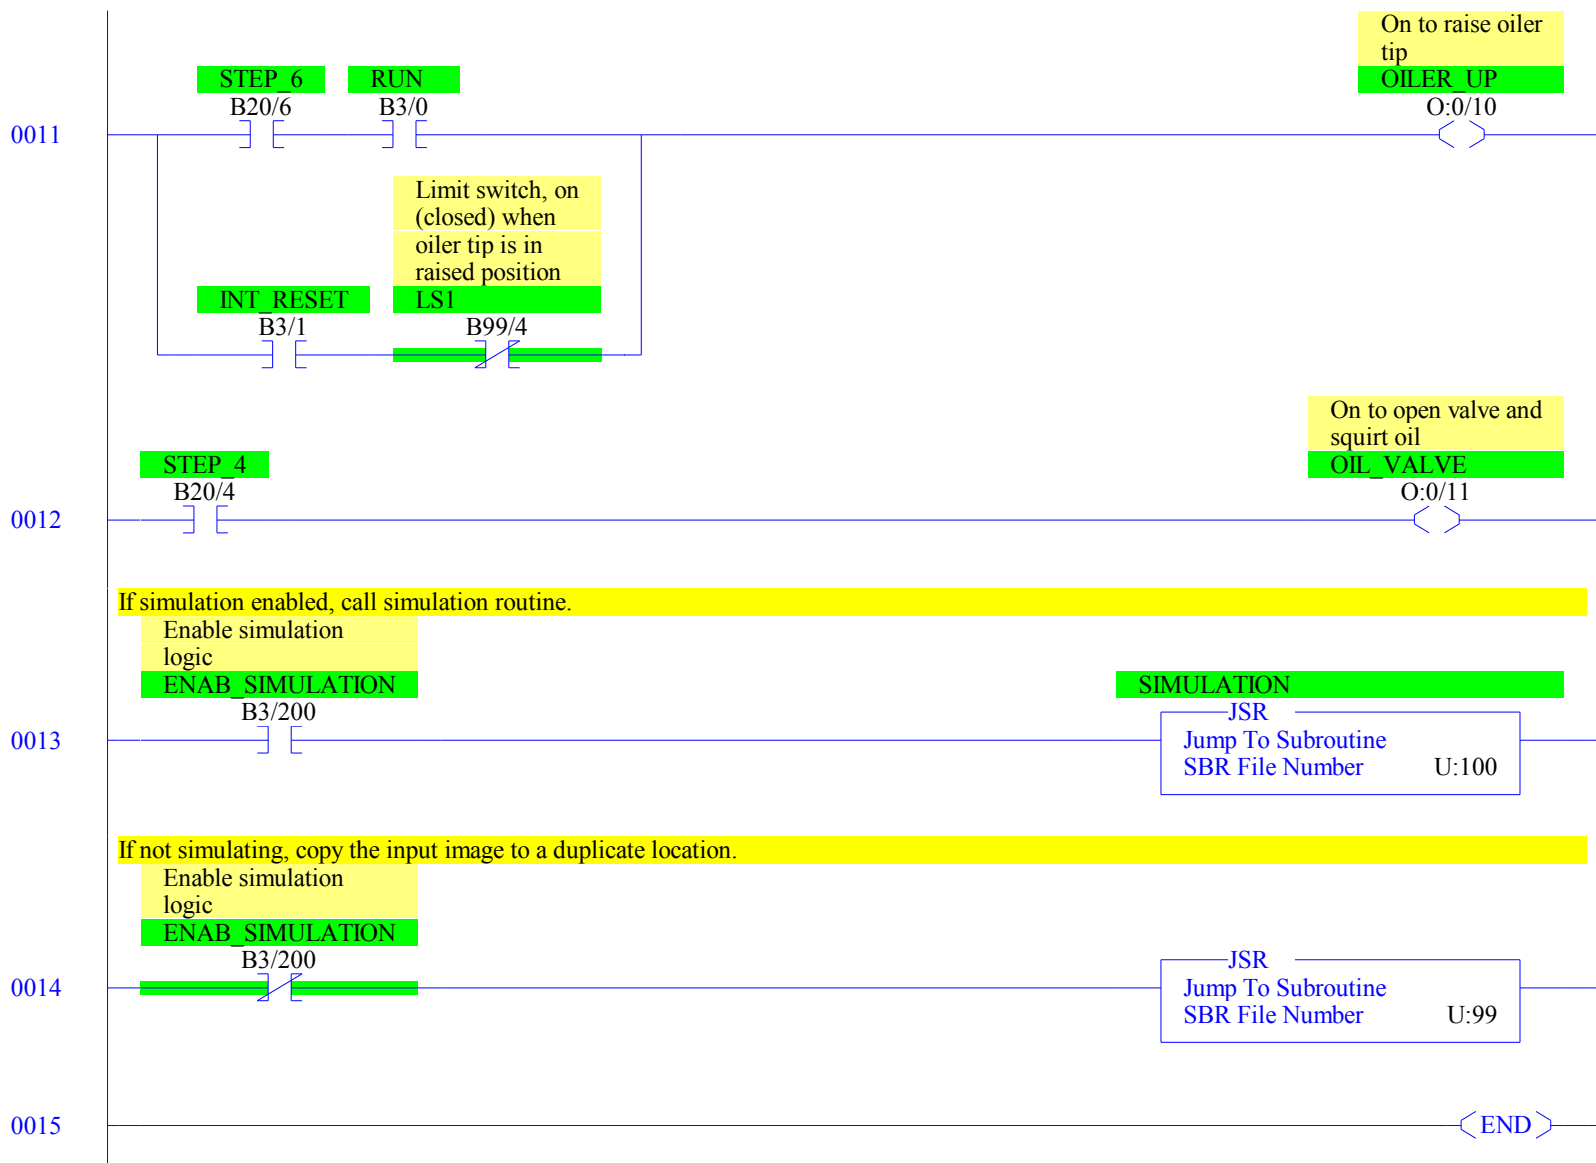 On to raise oiler
tip
STEP_6 RUN OILER_UP
B20/6 B3/0 O:0/10
0011
Limit switch, on
(closed) when
oiler tip is in
raised position
INT_RESET LS1
B3/1 B99/4
On to open valve and
squirt oil
STEP_4 OIL_VALVE
B20/4 O:0/11
0012
If simulation enabled, call simulation routine.
Enable simulation
logic
ENAB_SIMULATION SIMULATION
B3/200 JSR
0013 Jump To Subroutine
SBR File Number U:100
If not simulating, copy the input image to a duplicate location.
Enable simulation
logic
ENAB_SIMULATION
B3/200 JSR
0014 Jump To Subroutine
SBR File Number U:99
0015 END